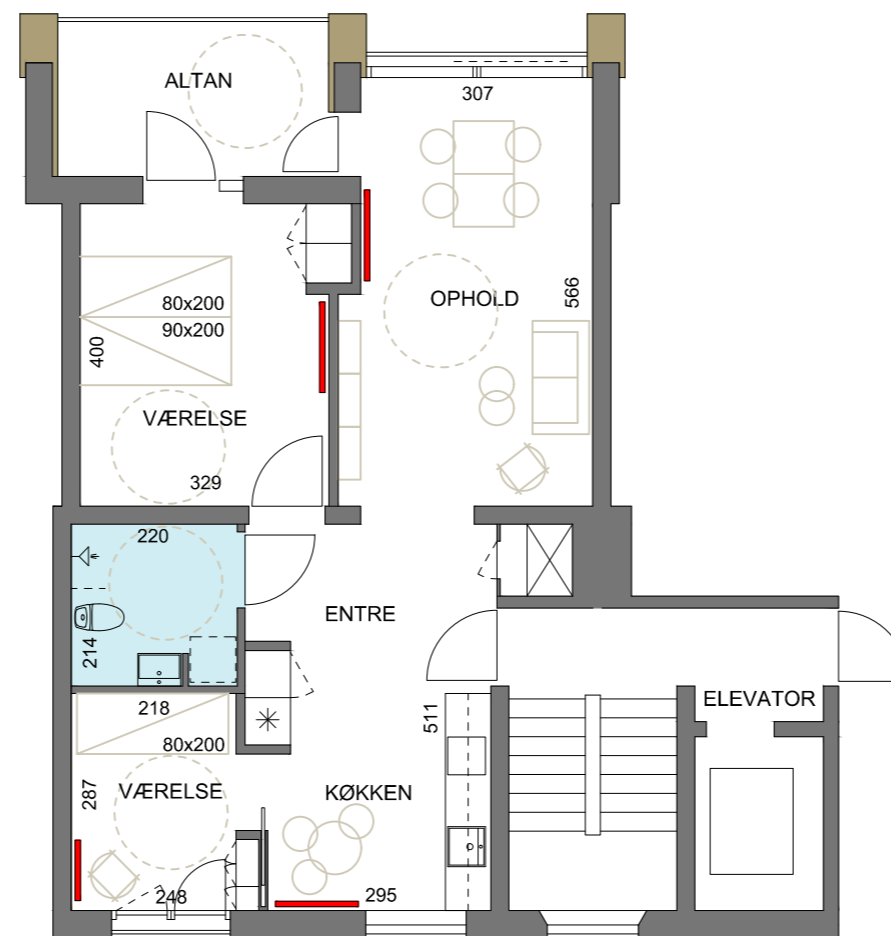 ALTAN
307
OPHOLD
566
80x200
90x200
400
VÆRELSE
329
220
214
ENTRE
218
80x200
287
VÆRELSE
248
511
KØKKEN
295
ELEVATOR